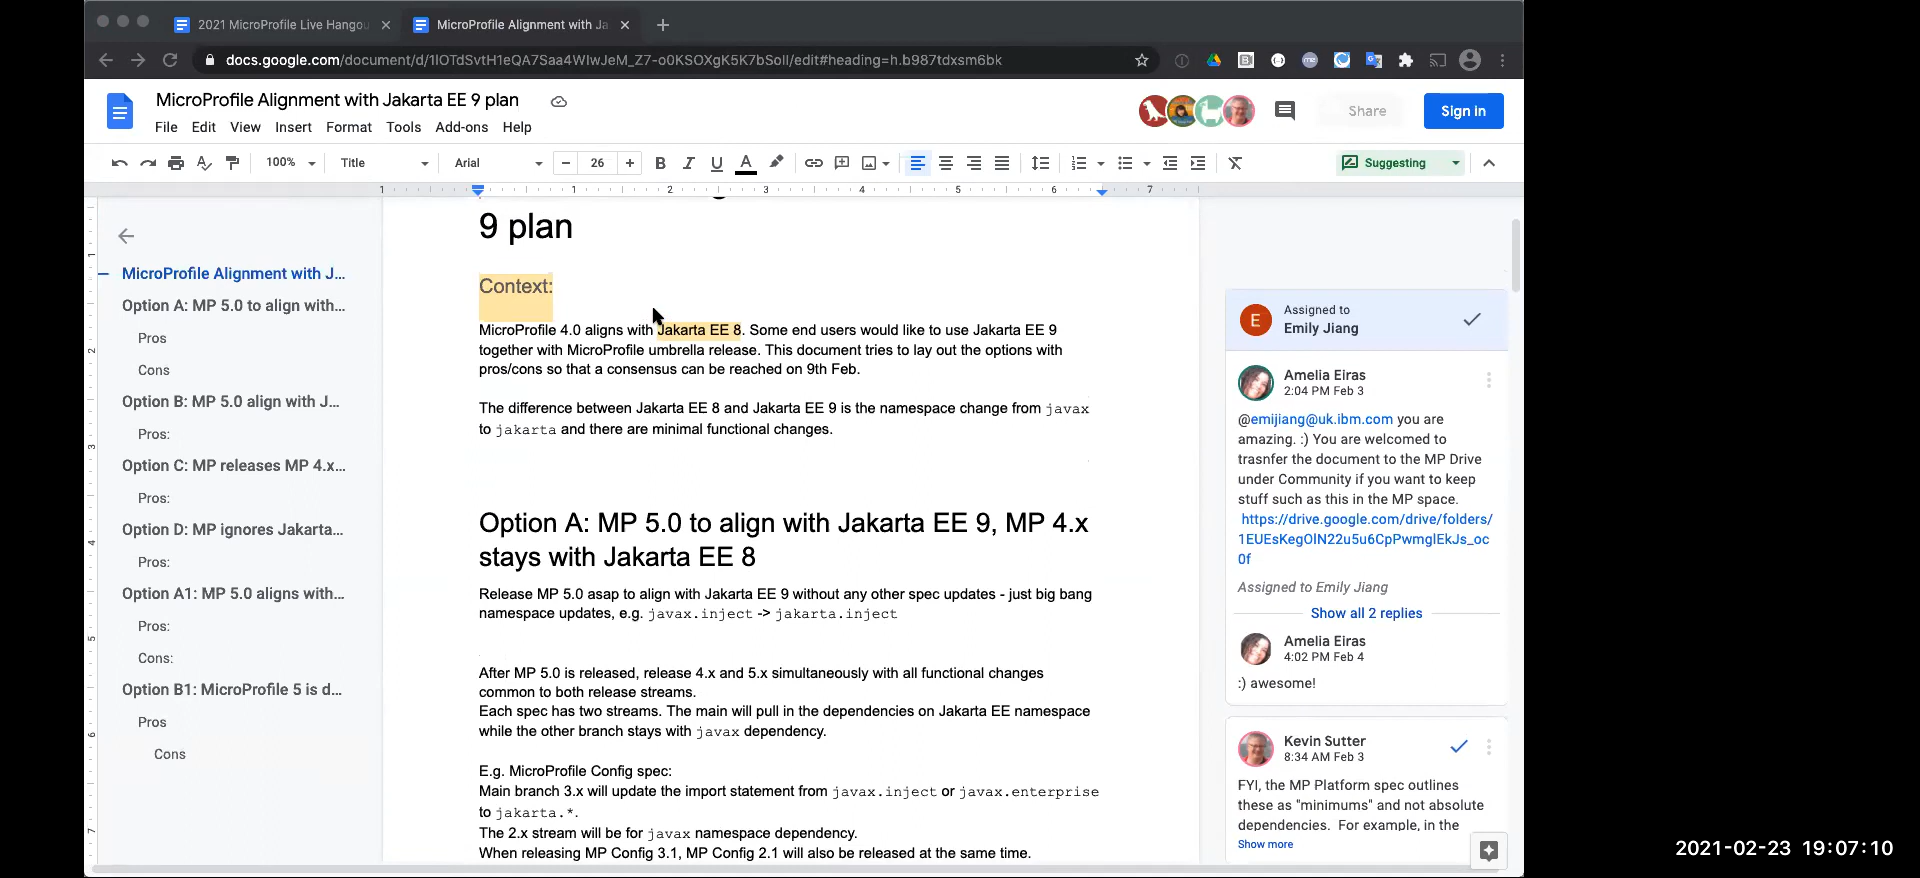 2021 MicroProfile Live Hangou
MicroProfile Alignment with Ja
docs.google.com/document/d/1IOTdSvtH1eQA7Saa4WIwJeM_Z7-o0KSOXgK5K7bSoII/edit#heading=h.b987tdxsm6bk
MicroProfile Alignment with Jakarta EE 9 plan
Share
Sign in
File Edit View Insert Format Tools Add-ons Help
100% Title Arial 26 Suggesting
1 1 2 3 4 5 6 7
MicroProfile Alignment with J...
Option A: MP 5.0 to align with...
Pros
Cons
Option B: MP 5.0 align with J...
Pros:
Option C: MP releases MP 4.x...
Pros:
Option D: MP ignores Jakarta...
Pros:
Option A1: MP 5.0 aligns with...
Pros:
Cons:
Option B1: MicroProfile 5 is d...
Pros
Cons
9 plan
Context:
MicroProfile 4.0 aligns with Jakarta EE 8. Some end users would like to use Jakarta EE 9
together with MicroProfile umbrella release. This document tries to lay out the options with
pros/cons so that a consensus can be reached on 9th Feb.
The difference between Jakarta EE 8 and Jakarta EE 9 is the namespace change from javax
to jakarta and there are minimal functional changes.
Option A: MP 5.0 to align with Jakarta EE 9, MP 4.x
stays with Jakarta EE 8
Release MP 5.0 asap to align with Jakarta EE 9 without any other spec updates - just big bang
namespace updates, e.g. javax.inject -> jakarta.inject
After MP 5.0 is released, release 4.x and 5.x simultaneously with all functional changes
common to both release streams.
Each spec has two streams. The main will pull in the dependencies on Jakarta EE namespace
while the other branch stays with javax dependency.
E.g. MicroProfile Config spec:
Main branch 3.x will update the import statement from javax.inject or javax.enterprise
to jakarta.*.
The 2.x stream will be for javax namespace dependency.
When releasing MP Config 3.1, MP Config 2.1 will also be released at the same time.
E
Assigned to
Emily Jiang
Amelia Eiras
2:04 PM Feb 3
@emijiang@uk.ibm.com you are
amazing. :) You are welcomed to
trasnfer the document to the MP Drive
under Community if you want to keep
stuff such as this in the MP space.
https://drive.google.com/drive/folders/
1EUEsKegOlN22u5u6CpPwmglEkJs_oc
0f
Assigned to Emily Jiang
Show all 2 replies
Amelia Eiras
4:02 PM Feb 4
:) awesome!
Kevin Sutter
8:34 AM Feb 3
FYI, the MP Platform spec outlines
these as "minimums" and not absolute
dependencies. For example, in the
Show more
2021-02-23 19:07:10